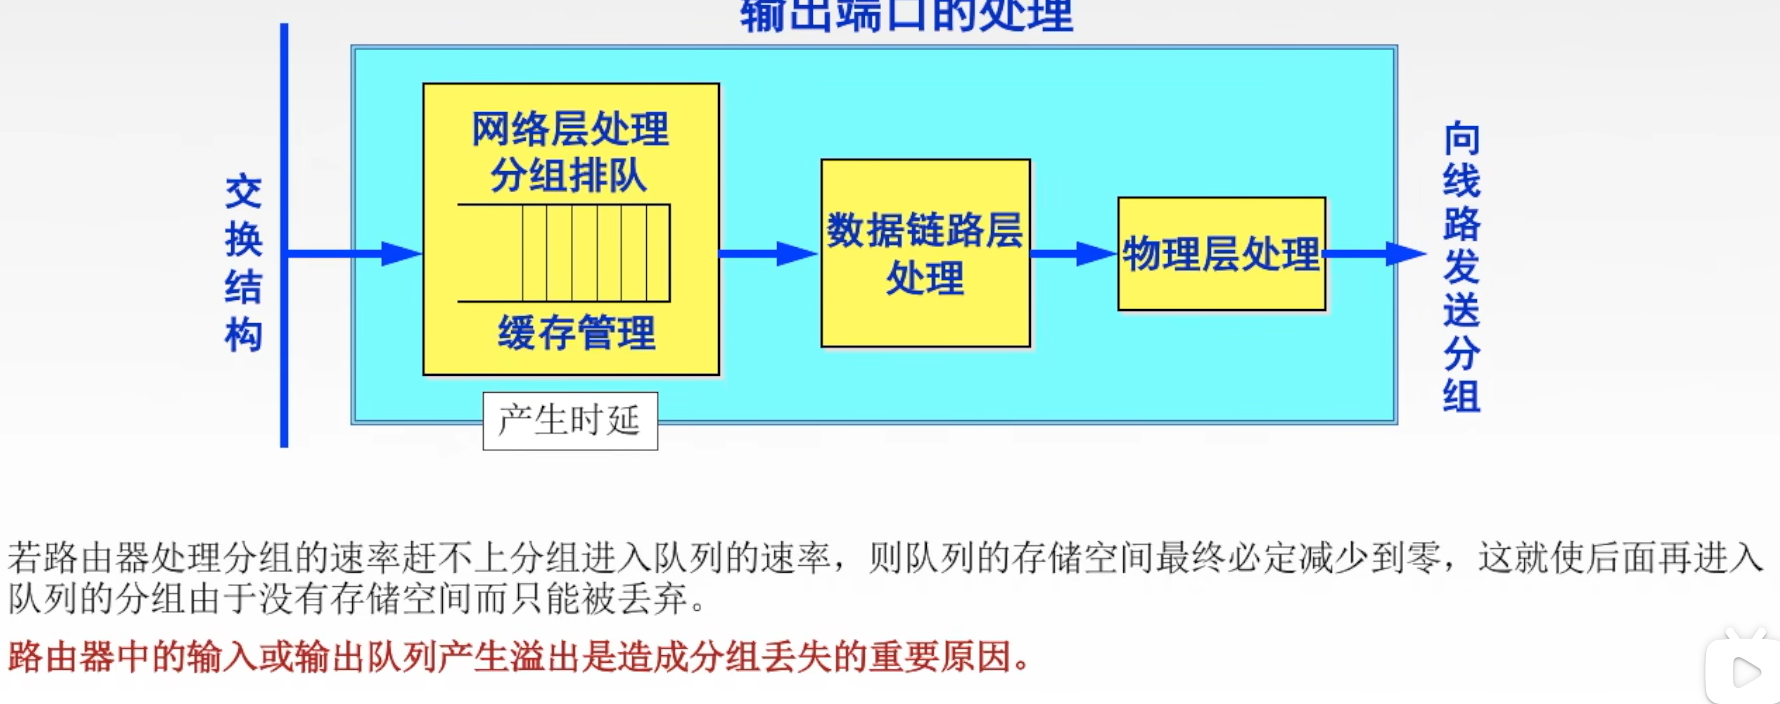 输出端口的处理
交换结构
网络层处理
分组排队
缓存管理
产生时延
数据链路层
处理
物理层处理
向线路发送分组
若路由器处理分组的速率赶不上分组进入队列的速率，则队列的存储空间最终必定减少到零，这就使后面再进入
队列的分组由于没有存储空间而只能被丢弃。
路由器中的输入或输出队列产生溢出是造成分组丢失的重要原因。